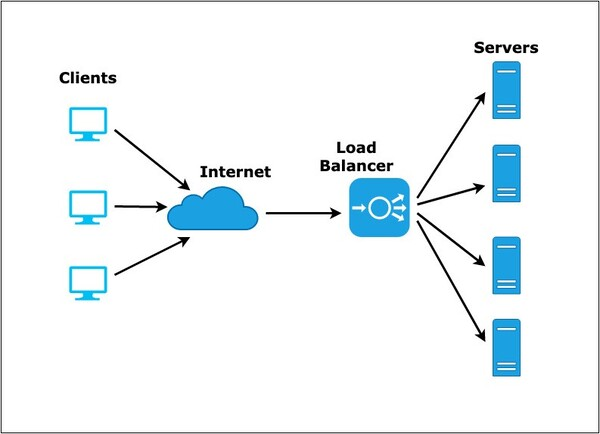 Clients
Internet
Load
Balancer
Servers